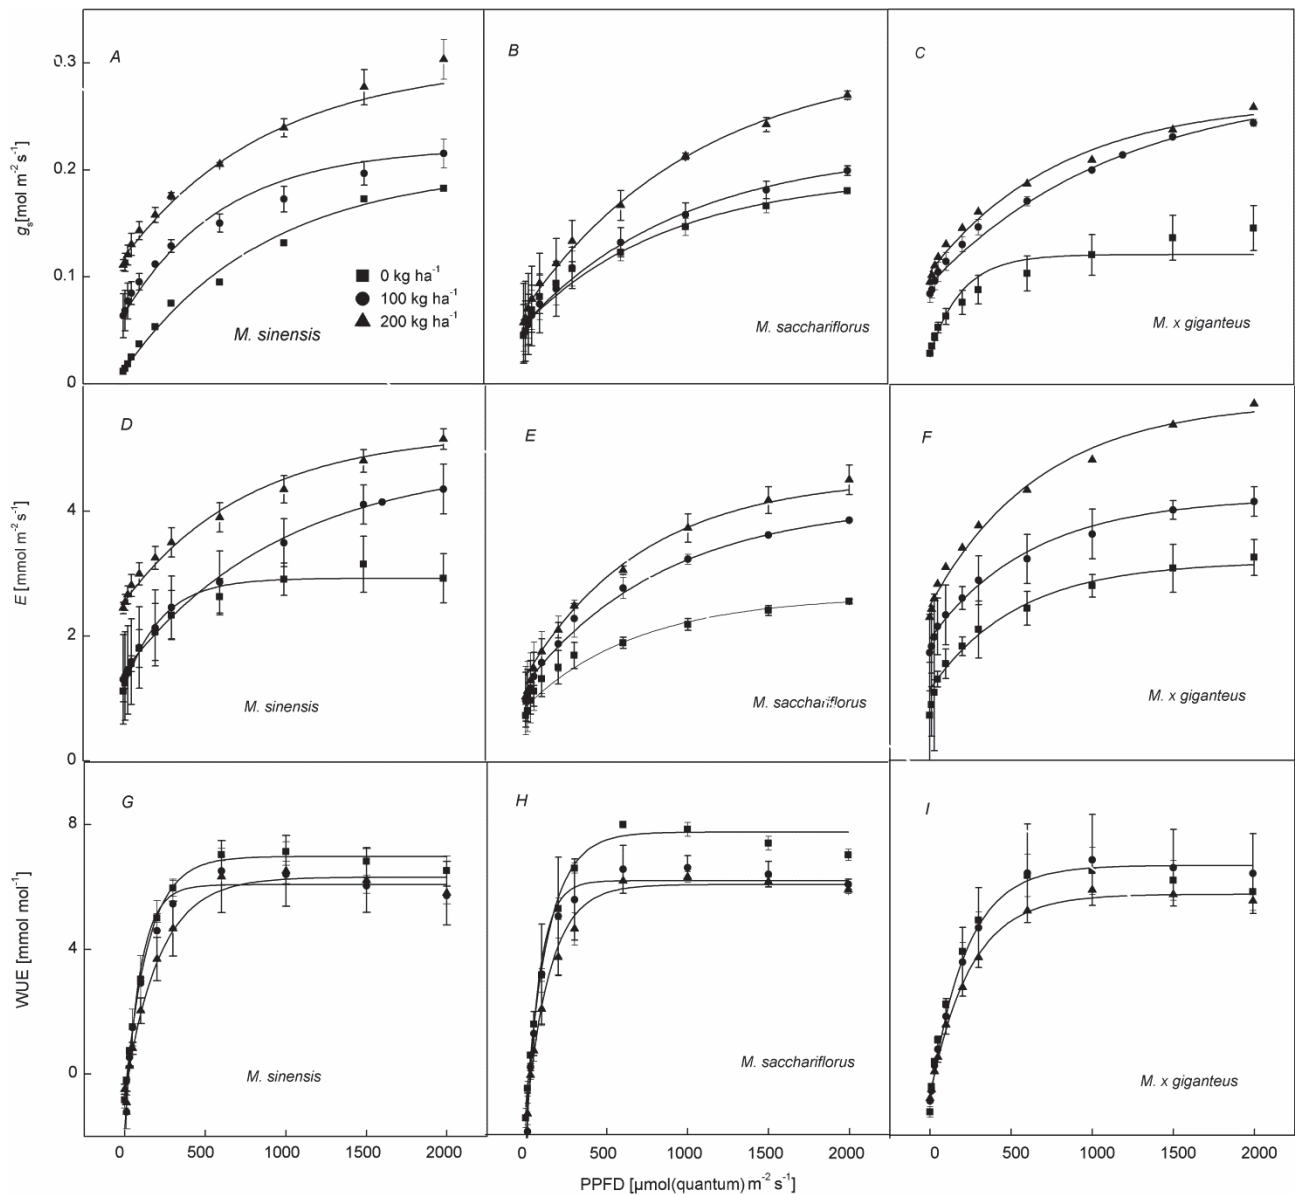 A
B
C
0.3
0.2
0.1
0
gs[mol m-2 s-1]
0 kg ha-1
100 kg ha-1
200 kg ha-1
M. sinensis
M. sacchariflorus
M. x giganteus
D
E
F
4
2
0
E [mmol m-2 s-1]
M. sinensis
M. sacchariflorus
M. x giganteus
G
H
I
8
4
0
WUE [mmol mol-1]
M. sinensis
M. sacchariflorus
M. x giganteus
0 500 1000 1500 2000 0 500 1000 1500 2000 0 500 1000 1500 2000
PPFD [µmol(quantum) m-2 s-1]